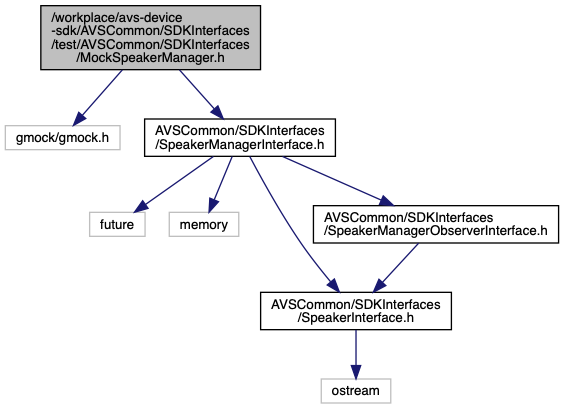 /workplace/avs-device
-sdk/AVSCommon/SDKInterfaces
/test/AVSCommon/SDKInterfaces
/MockSpeakerManager.h
gmock/gmock.h
AVSCommon/SDKInterfaces
/SpeakerManagerInterface.h
future
memory
AVSCommon/SDKInterfaces
/SpeakerManagerObserverInterface.h
AVSCommon/SDKInterfaces
/SpeakerInterface.h
ostream